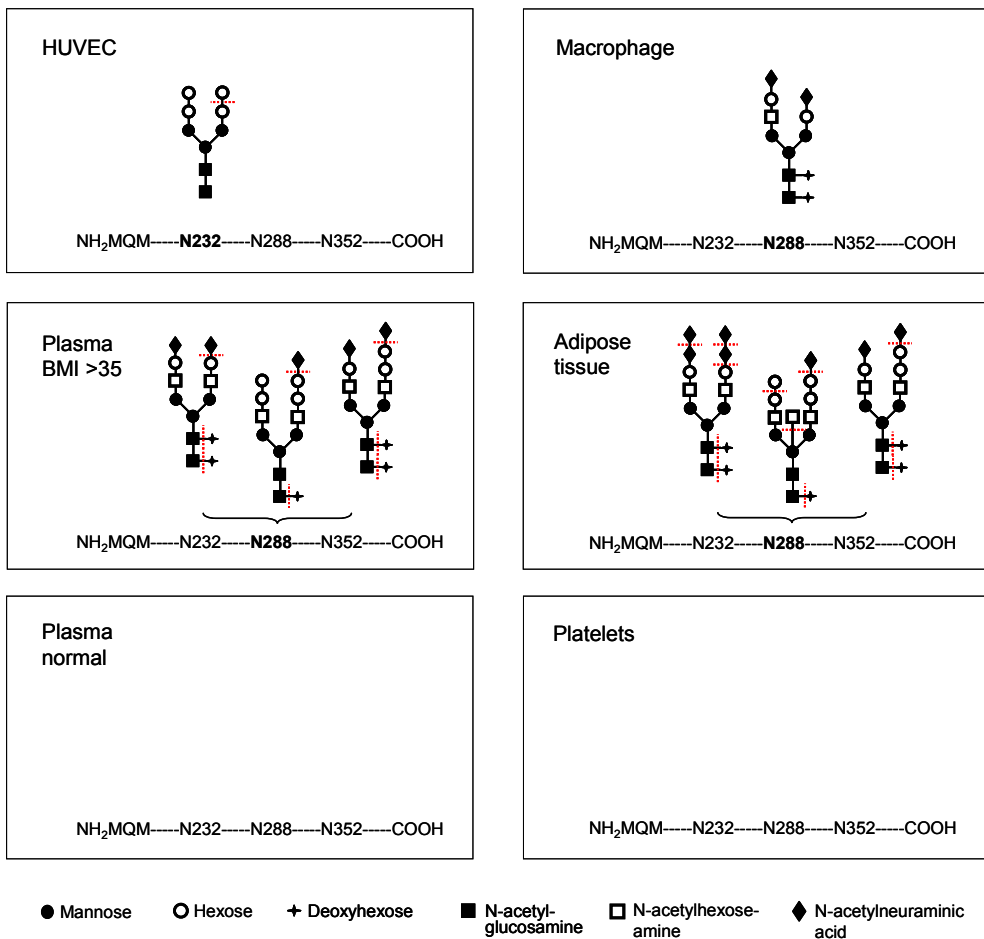 HUVEC
NH₂MQM-----N232-----N288-----N352-----COOH
Macrophage
NH₂MQM-----N232-----N288-----N352-----COOH
Plasma
BMI >35
NH₂MQM-----N232-----N288-----N352-----COOH
Adipose
tissue
NH₂MQM-----N232-----N288-----N352-----COOH
Plasma
normal
NH₂MQM-----N232-----N288-----N352-----COOH
Platelets
NH₂MQM-----N232-----N288-----N352-----COOH
Mannose
Hexose
Deoxyhexose
N-acetyl-
glucosamine
N-acetylhexose-
amine
N-acetylneuraminic
acid